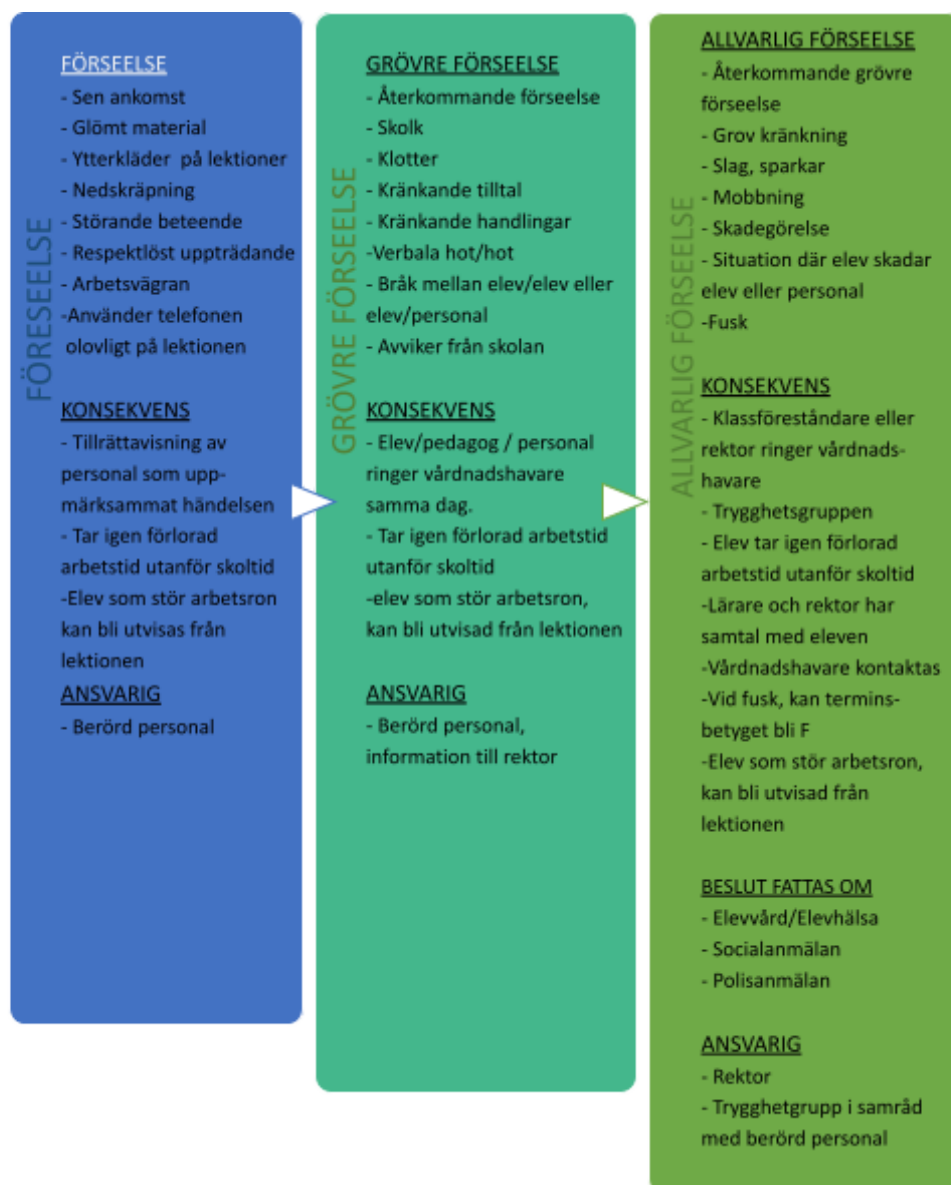 FÖRESEELSE
FÖRSEELSE
- Sen ankomst
- Glömt material
- Ytterkläder på lektioner
- Nedskräpning
- Störande beteende
- Respektlöst uppträdande
- Arbetsvägran
-Använder telefonen
olovligt på lektionen
KONSEKVENS
- Tillrättavisning av
personal som upp-
märksammat händelsen
- Tar igen förlorad
arbetstid utanför skoltid
-Elev som stör arbetsron
kan bli utvisas från
lektionen
ANSVARIG
- Berörd personal
GRÖVRE FÖRSEELSE
GRÖVRE FÖRSEELSE
- Återkommande förseelse
- Skolk
- Klotter
- Kränkande tilltal
- Kränkande handlingar
-Verbala hot/hot
- Bråk mellan elev/elev eller
elev/personal
- Avviker från skolan
KONSEKVENS
- Elev/pedagog / personal
ringer vårdnadshavare
samma dag.
- Tar igen förlorad arbetstid
utanför skoltid
-elev som stör arbetsron,
kan bli utvisad från lektionen
ANSVARIG
- Berörd personal,
information till rektor
ALLVARLIG FÖRSEELSE
ALLVARLIG FÖRSEELSE
- Återkommande grövre
förseelse
- Grov kränkning
- Slag, sparkar
- Mobbning
- Skadegörelse
- Situation där elev skadar
elev eller personal
-Fusk
KONSEKVENS
- Klassföreståndare eller
rektor ringer vårdnads-
havare
- Trygghetsgruppen
- Elev tar igen förlorad
arbetstid utanför skoltid
-Lärare och rektor har
samtal med eleven
-Vårdnadshavare kontaktas
-Vid fusk, kan termins-
betyget bli F
-Elev som stör arbetsron,
kan bli utvisad från
lektionen
BESLUT FATTAS OM
- Elevvård/Elevhälsa
- Socialanmälan
- Polisanmälan
ANSVARIG
- Rektor
- Trygghetgrupp i samråd
med berörd personal